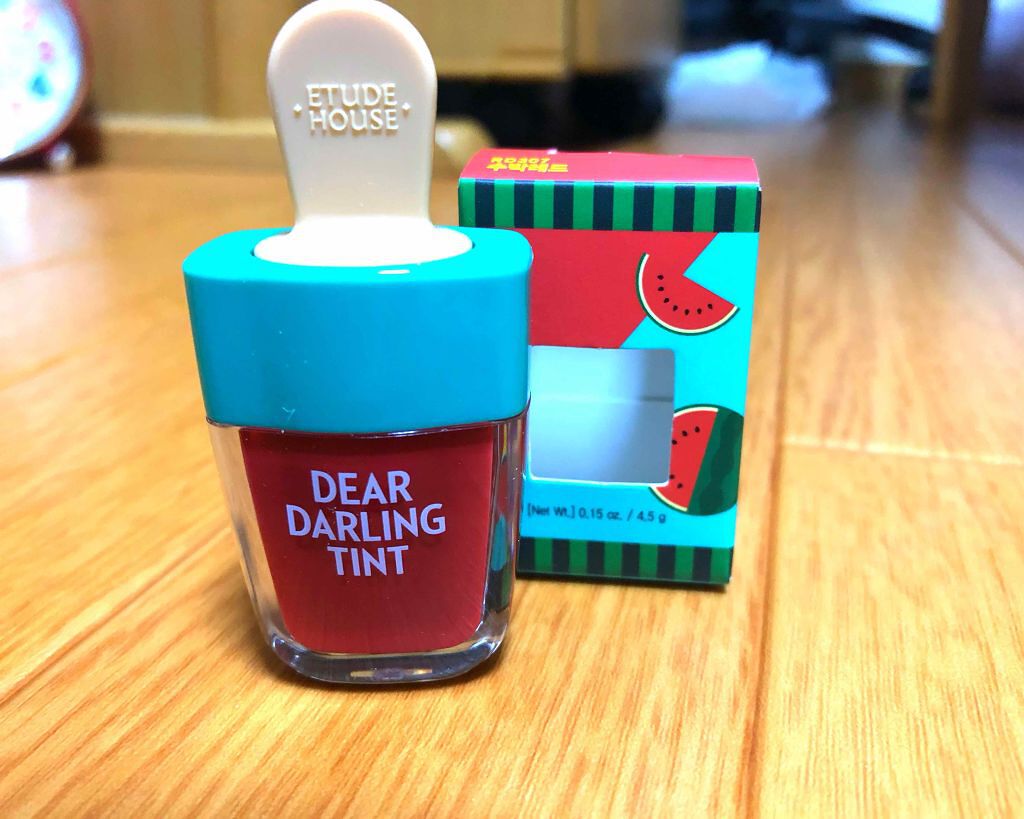 ETUDE
HOUSE
DEAR
DARLING
TINT
[Net Wt.] 0.15 oz. / 4.5 g